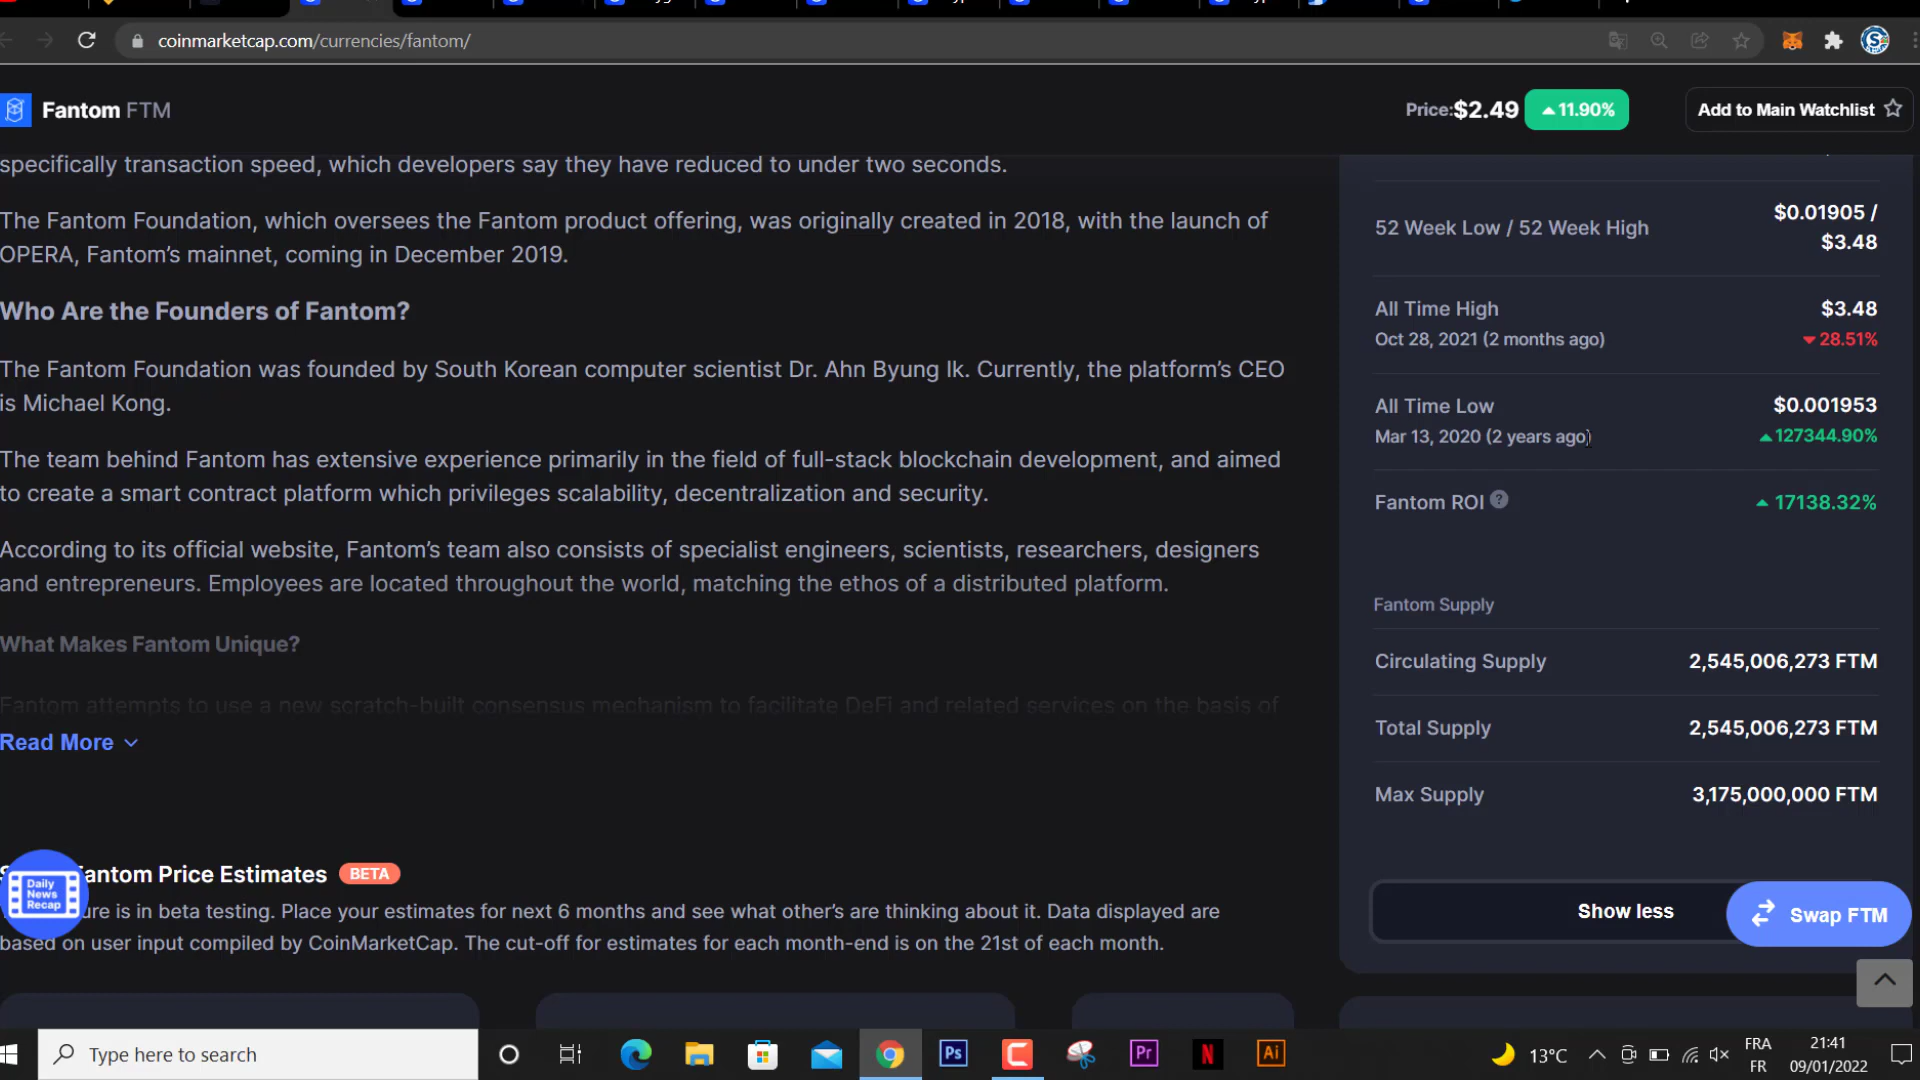 coinmarketcap.com/currencies/fantom/
Fantom FTM
Price:$2.49
11.90%
Add to Main Watchlist
specifically transaction speed, which developers say they have reduced to under two seconds.
The Fantom Foundation, which oversees the Fantom product offering, was originally created in 2018, with the launch of
OPERA, Fantom’s mainnet, coming in December 2019.
Who Are the Founders of Fantom?
The Fantom Foundation was founded by South Korean computer scientist Dr. Ahn Byung Ik. Currently, the platform’s CEO
is Michael Kong.
The team behind Fantom has extensive experience primarily in the field of full-stack blockchain development, and aimed
to create a smart contract platform which privileges scalability, decentralization and security.
According to its official website, Fantom’s team also consists of specialist engineers, scientists, researchers, designers
and entrepreneurs. Employees are located throughout the world, matching the ethos of a distributed platform.
What Makes Fantom Unique?
Fantom attempts to use a new scratch-built consensus mechanism to facilitate DeFi and related services on the basis of
Read More
antom Price Estimates BETA
ure is in beta testing. Place your estimates for next 6 months and see what other’s are thinking about it. Data displayed are
based on user input compiled by CoinMarketCap. The cut-off for estimates for each month-end is on the 21st of each month.
Daily
News
Recap
52 Week Low / 52 Week High
$0.01905 /
$3.48
All Time High
$3.48
Oct 28, 2021 (2 months ago)
28.51%
All Time Low
$0.001953
Mar 13, 2020 (2 years ago)
127344.90%
Fantom ROI ?
17138.32%
Fantom Supply
Circulating Supply
2,545,006,273 FTM
Total Supply
2,545,006,273 FTM
Max Supply
3,175,000,000 FTM
Show less
Swap FTM
Type here to search
Ps
Pr
N
Ai
13°C
FRA
FR
21:41
09/01/2022